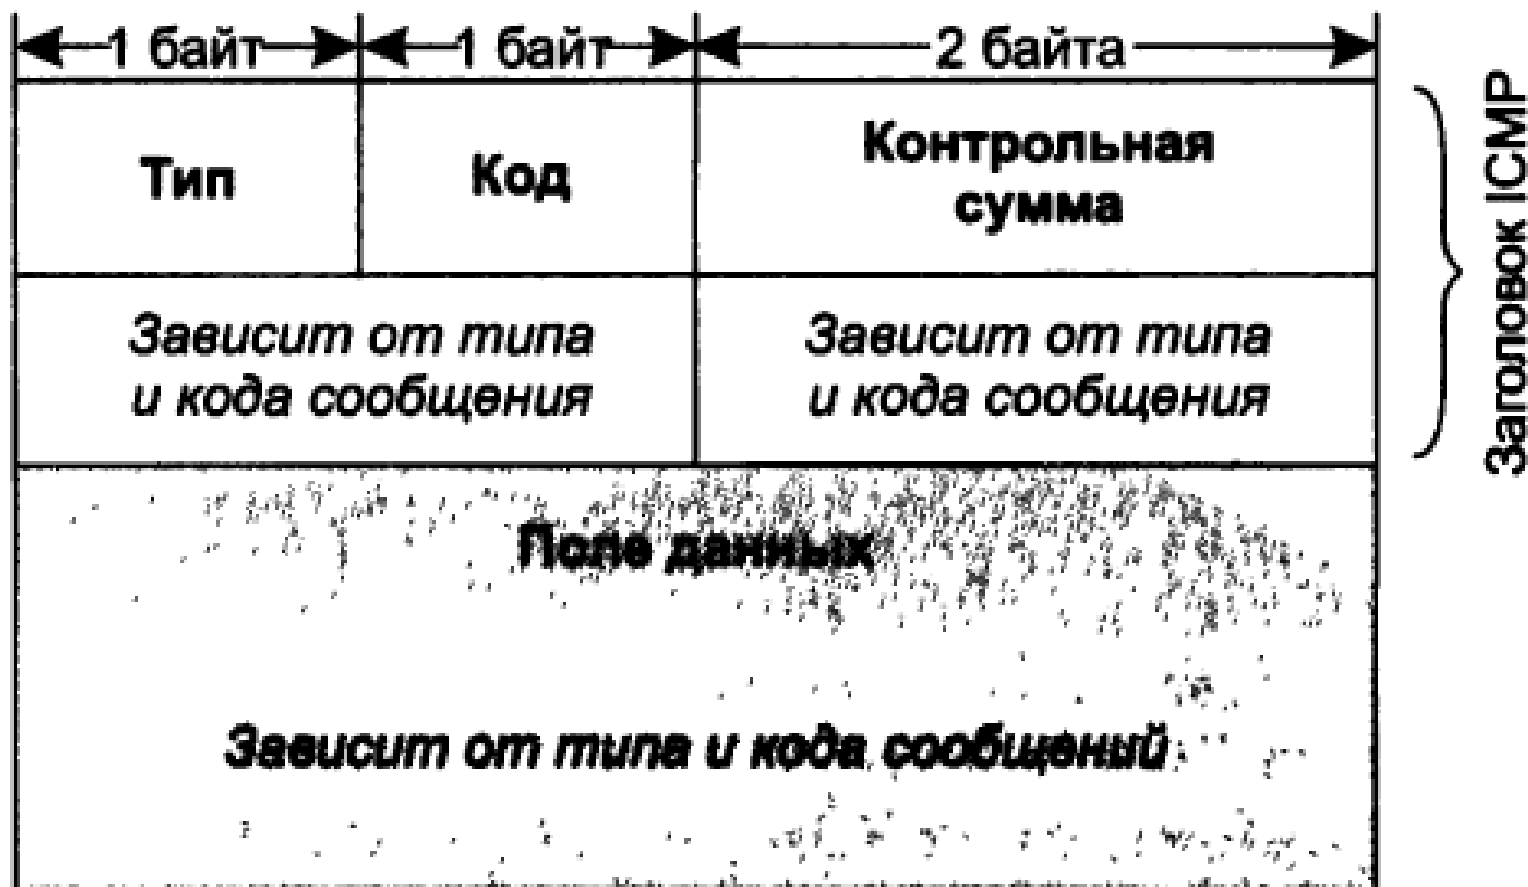 1 байт
1 байт
2 байта
Тип
Код
Контрольная
сумма
Заголовок ICMP
Зависит от типа
и кода сообщения
Зависит от типа
и кода сообщения
Поле данных
Зависит от типа и кода сообщений